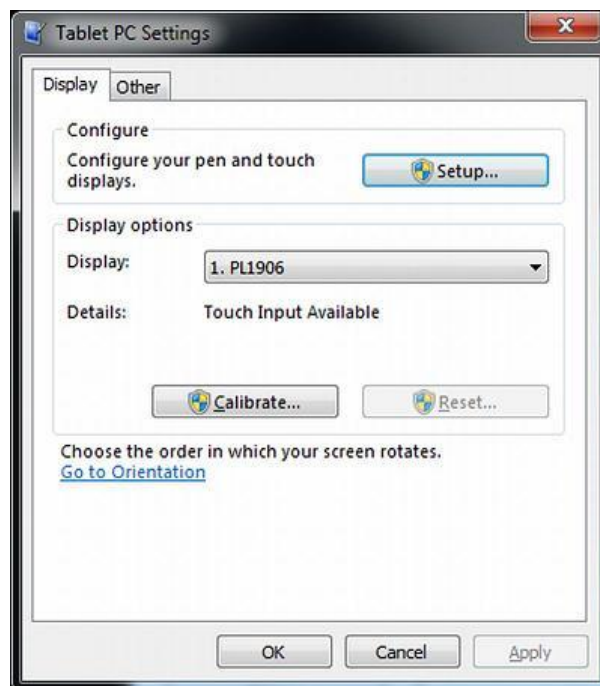 Tablet PC Settings
Display Other
Configure
Configure your pen and touch
displays.
Setup...
Display options
Display: 1. PL1906
Details: Touch Input Available
Calibrate... Reset...
Choose the order in which your screen rotates.
Go to Orientation
OK Cancel Apply